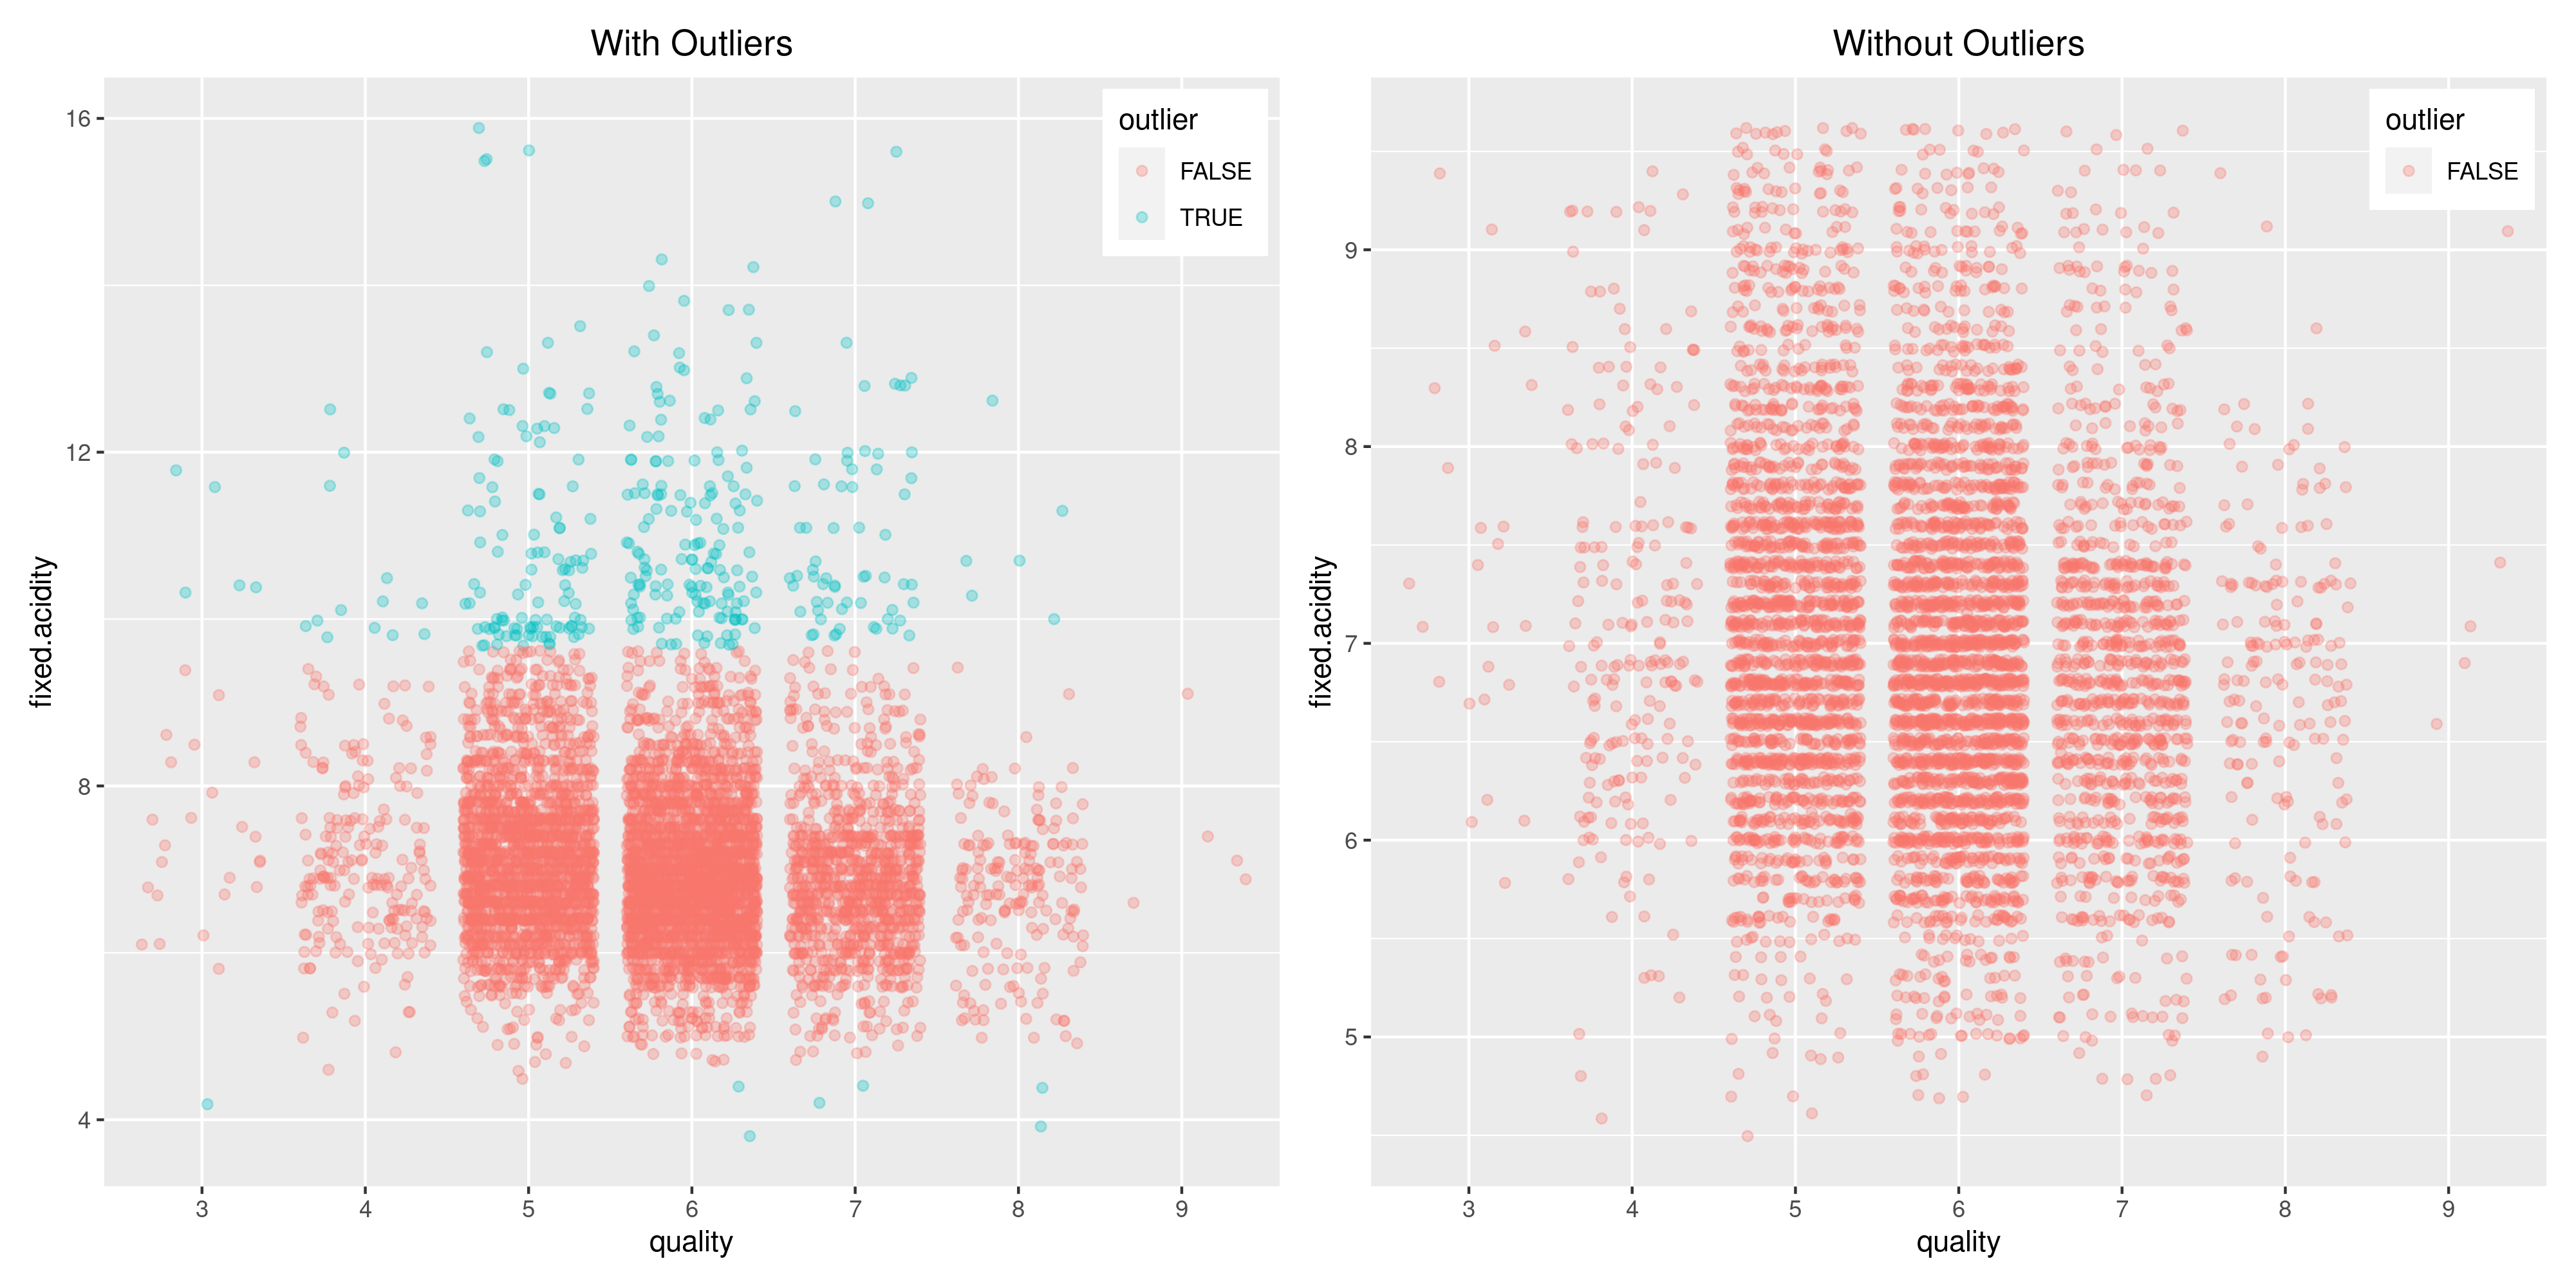 With Outliers
outlier
FALSE
TRUE
16
12
8
4
fixed.acidity
3 4 5 6 7 8 9
quality
Without Outliers
outlier
FALSE
9
8
7
6
5
fixed.acidity
3 4 5 6 7 8 9
quality